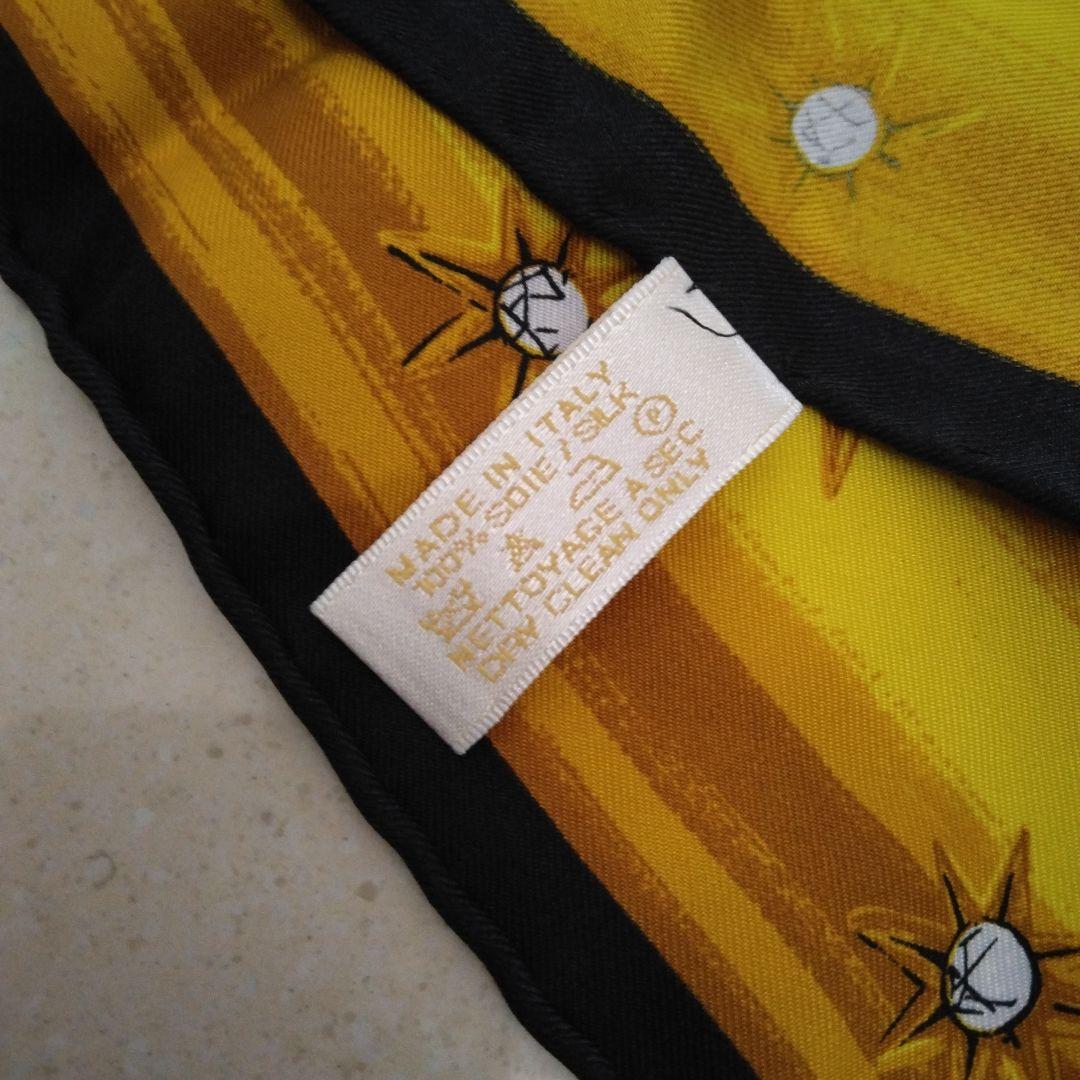 MADE IN ITALY
100% SOIE / SILK
P
NETTOYAGE A SEC
DRY CLEAN ONLY